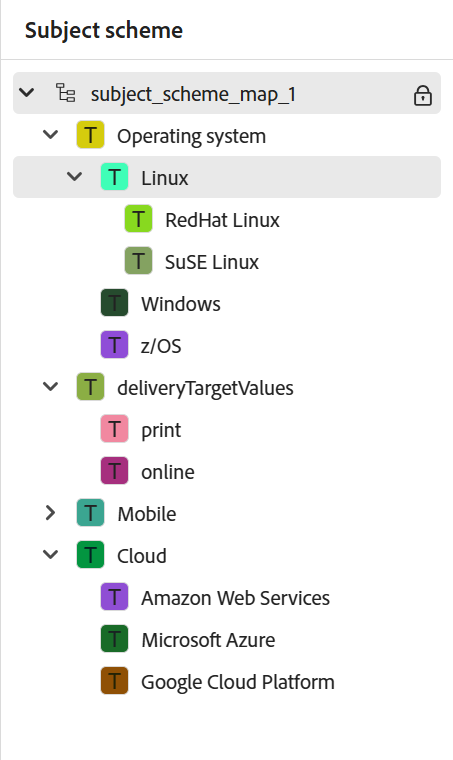 Subject scheme
subject_scheme_map_1
T Operating system
T Linux
T RedHat Linux
T SuSE Linux
T Windows
T z/OS
T deliveryTargetValues
T print
T online
T Mobile
T Cloud
T Amazon Web Services
T Microsoft Azure
T Google Cloud Platform